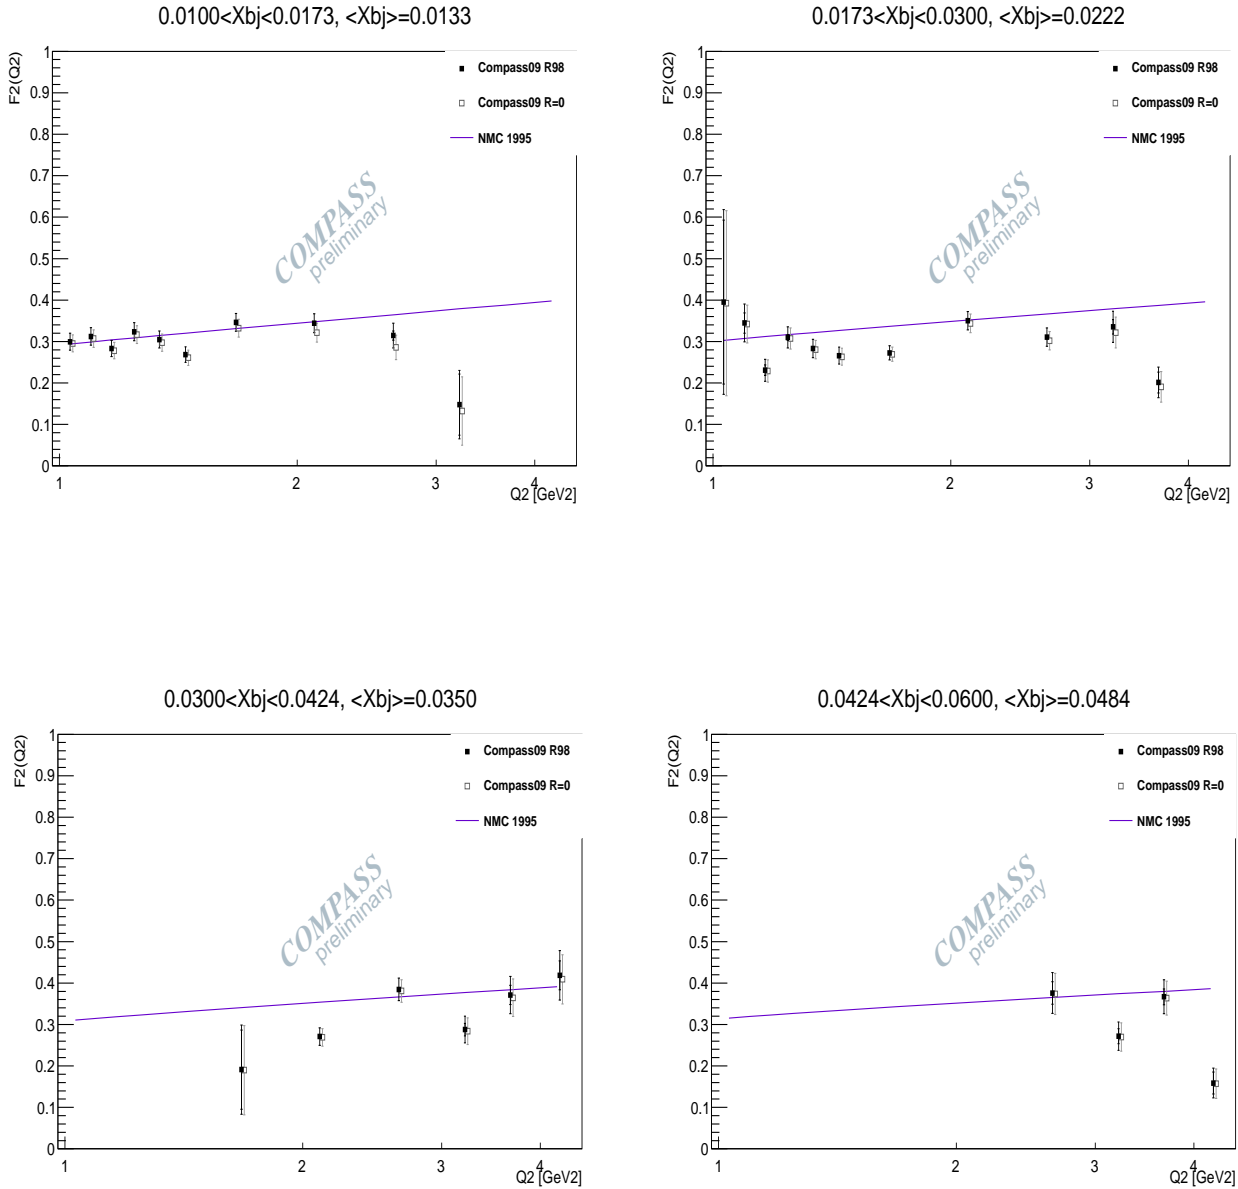 0.0100<Xbj<0.0173, <Xbj>=0.0133
F2(Q2)
1
0.9
0.8
0.7
0.6
0.5
0.4
0.3
0.2
0.1
0
Compass09 R98
Compass09 R=0
NMC 1995
COMPASS
preliminary
1 2 3 4
Q2 [GeV2]
0.0173<Xbj<0.0300, <Xbj>=0.0222
F2(Q2)
1
0.9
0.8
0.7
0.6
0.5
0.4
0.3
0.2
0.1
0
Compass09 R98
Compass09 R=0
NMC 1995
COMPASS
preliminary
1 2 3 4
Q2 [GeV2]
0.0300<Xbj<0.0424, <Xbj>=0.0350
F2(Q2)
1
0.9
0.8
0.7
0.6
0.5
0.4
0.3
0.2
0.1
0
Compass09 R98
Compass09 R=0
NMC 1995
COMPASS
preliminary
1 2 3 4
Q2 [GeV2]
0.0424<Xbj<0.0600, <Xbj>=0.0484
F2(Q2)
1
0.9
0.8
0.7
0.6
0.5
0.4
0.3
0.2
0.1
0
Compass09 R98
Compass09 R=0
NMC 1995
COMPASS
preliminary
1 2 3 4
Q2 [GeV2]